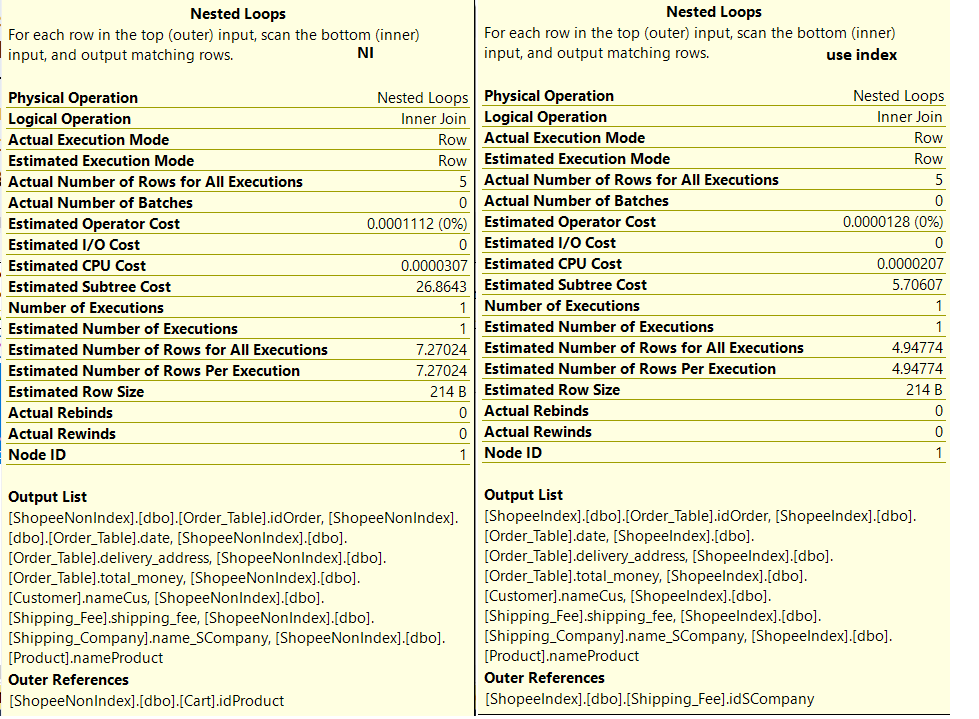 Nested Loops
For each row in the top (outer) input, scan the bottom (inner)
input, and output matching rows.
NI
Physical Operation Nested Loops
Logical Operation Inner Join
Actual Execution Mode Row
Estimated Execution Mode Row
Actual Number of Rows for All Executions 5
Actual Number of Batches 0
Estimated Operator Cost 0.0001112 (0%)
Estimated I/O Cost 0
Estimated CPU Cost 0.0000307
Estimated Subtree Cost 26.8643
Number of Executions 1
Estimated Number of Executions 1
Estimated Number of Rows for All Executions 7.27024
Estimated Number of Rows Per Execution 7.27024
Estimated Row Size 214 B
Actual Rebinds 0
Actual Rewinds 0
Node ID 1
Output List
[ShopeeNonIndex].[dbo].[Order_Table].idOrder, [ShopeeNonIndex].
[dbo].[Order_Table].date, [ShopeeNonIndex].[dbo].
[Order_Table].delivery_address, [ShopeeNonIndex].[dbo].
[Order_Table].total_money, [ShopeeNonIndex].[dbo].
[Customer].nameCus, [ShopeeNonIndex].[dbo].
[Shipping_Fee].shipping_fee, [ShopeeNonIndex].[dbo].
[Shipping_Company].name_SCompany, [ShopeeNonIndex].[dbo].
[Product].nameProduct
Outer References
[ShopeeNonIndex].[dbo].[Cart].idProduct
Nested Loops
For each row in the top (outer) input, scan the bottom (inner)
input, and output matching rows.
use index
Physical Operation Nested Loops
Logical Operation Inner Join
Actual Execution Mode Row
Estimated Execution Mode Row
Actual Number of Rows for All Executions 5
Actual Number of Batches 0
Estimated Operator Cost 0.0000128 (0%)
Estimated I/O Cost 0
Estimated CPU Cost 0.0000207
Estimated Subtree Cost 5.70607
Number of Executions 1
Estimated Number of Executions 1
Estimated Number of Rows for All Executions 4.94774
Estimated Number of Rows Per Execution 4.94774
Estimated Row Size 214 B
Actual Rebinds 0
Actual Rewinds 0
Node ID 1
Output List
[ShopeeIndex].[dbo].[Order_Table].idOrder, [ShopeeIndex].[dbo].
[Order_Table].date, [ShopeeIndex].[dbo].
[Order_Table].delivery_address, [ShopeeIndex].[dbo].
[Order_Table].total_money, [ShopeeIndex].[dbo].
[Customer].nameCus, [ShopeeIndex].[dbo].
[Shipping_Fee].shipping_fee, [ShopeeIndex].[dbo].
[Shipping_Company].name_SCompany, [ShopeeIndex].[dbo].
[Product].nameProduct
Outer References
[ShopeeIndex].[dbo].[Shipping_Fee].idSCompany